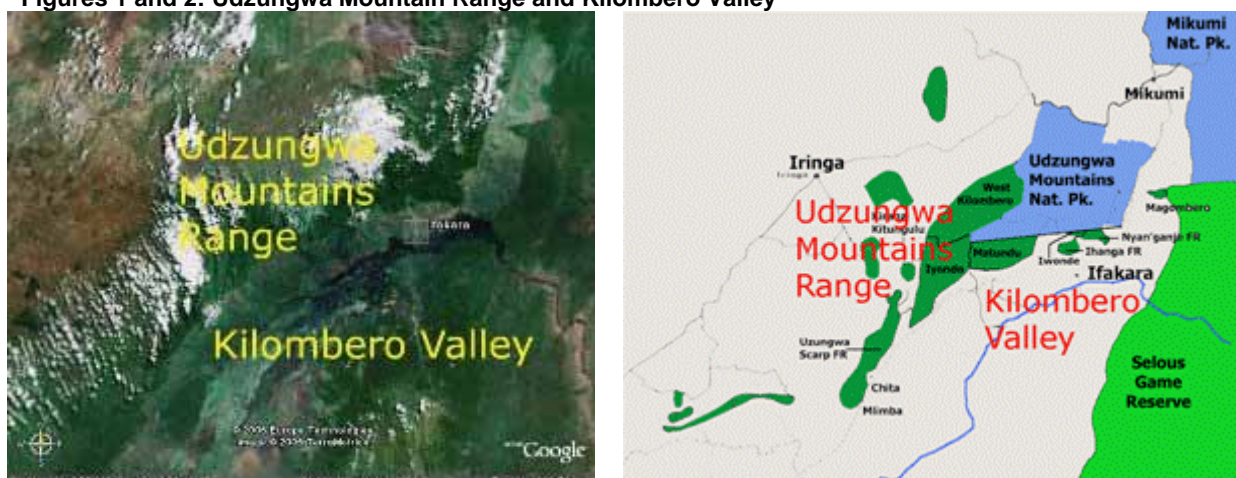 Figures 1 and 2: Udzungwa Mountain Range and Kilombero Valley
Udzungwa
Mountains
Range
Ifakara
Kilombero Valley
Google
Mikumi
Nat. Pk.
Mikumi
Iringa
Udzungwa
Mountains
Nat. Pk.
West
Kilombero
Magombero
Kitungulu
Udzungwa
Mountains
Range
Nyan'ganje FR
Ihanga FR
Iwonde
Matundu
Iyondo
Ifakara
Kilombero
Valley
Uzungwa
Scarp FR
Chita
Mlimba
Selous
Game
Reserve